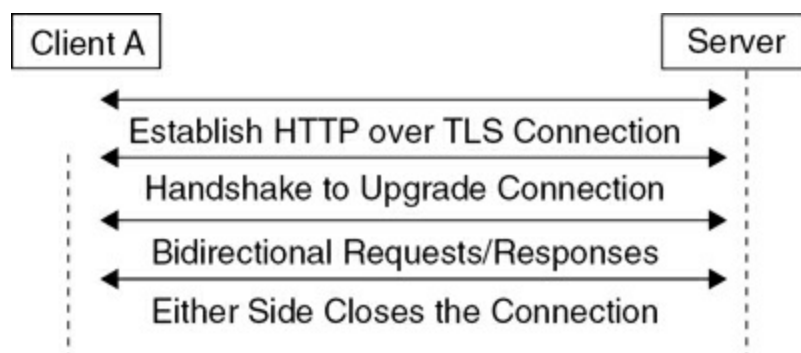 Client A
Server
Establish HTTP over TLS Connection
Handshake to Upgrade Connection
Bidirectional Requests/Responses
Either Side Closes the Connection